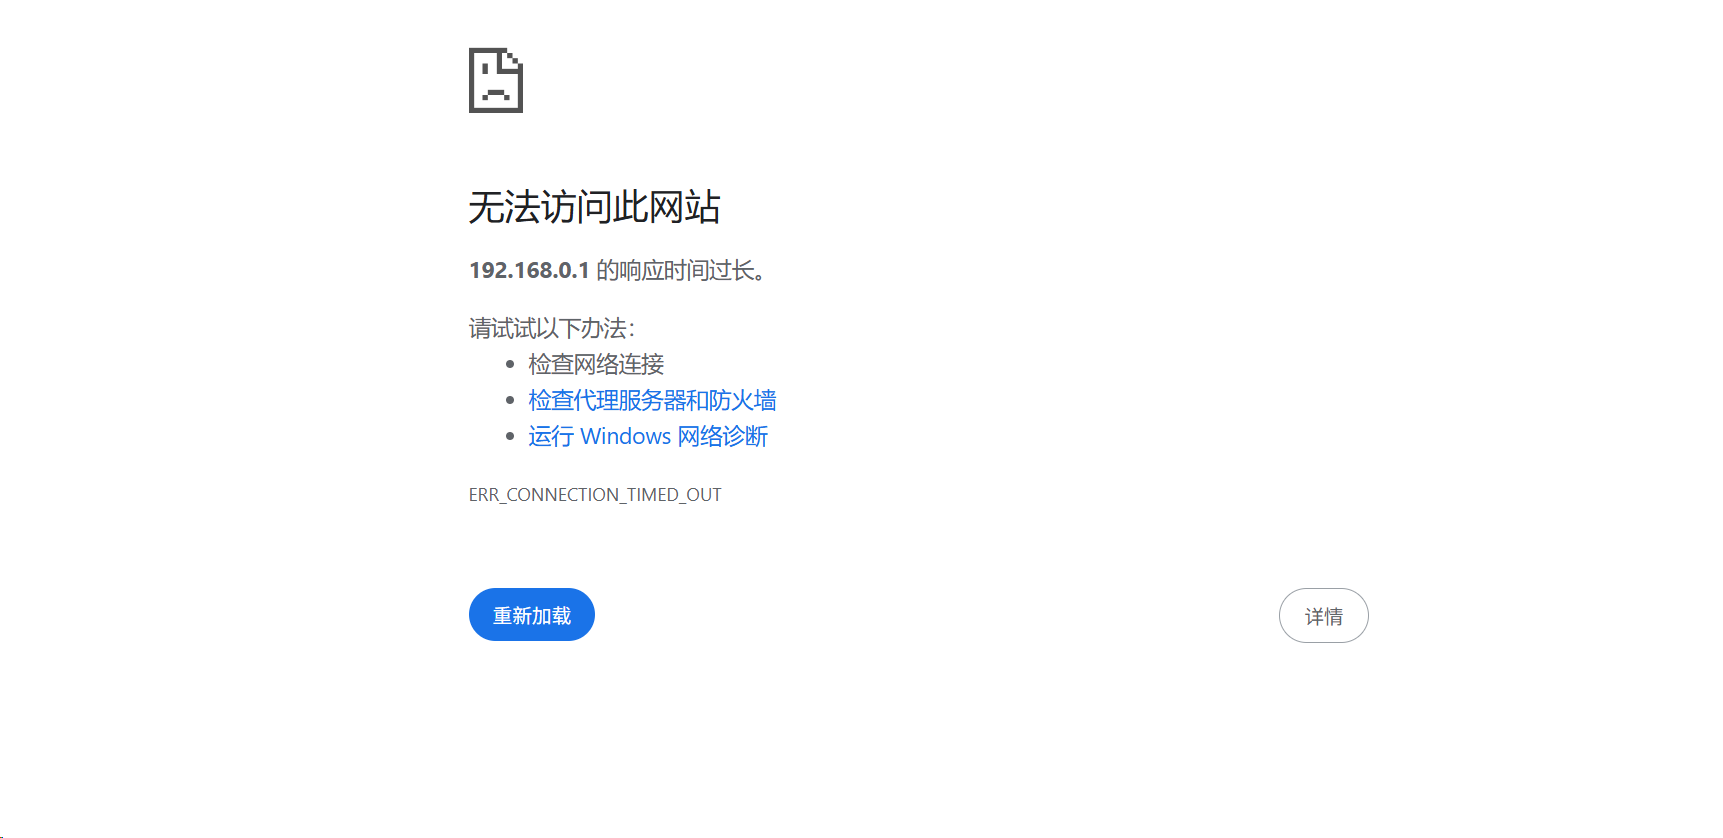 无法访问此网站
192.168.0.1 的响应时间过长。
请试试以下办法：
检查网络连接
检查代理服务器和防火墙
运行 Windows 网络诊断
ERR_CONNECTION_TIMED_OUT
重新加载
详情